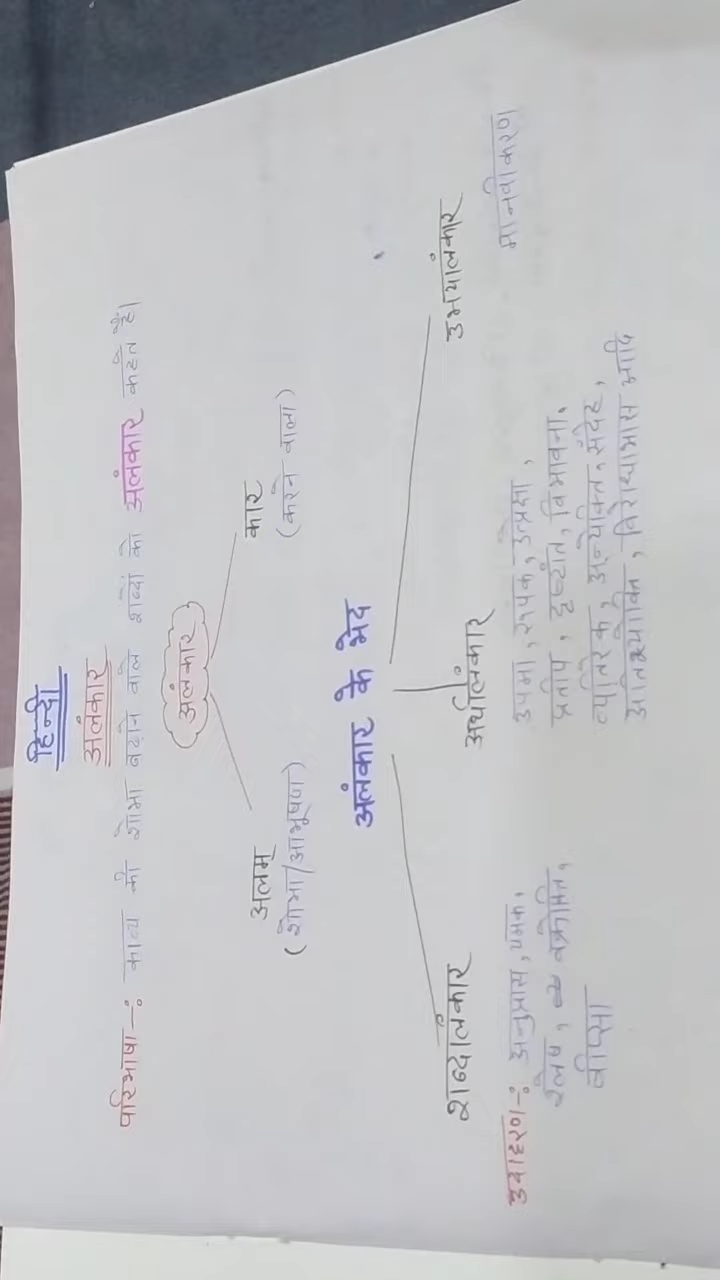 हिन्दी
अलंकार
परिभाषा -: काव्य की शोभा बढ़ाने वाले शब्दों को अलंकार कहते हैं।
अलंकार
अलम् कार
(शोभा/आभूषण) (करने वाला)
अलंकार के भेद
शब्दालंकार अर्थालंकार उभयालंकार
उदाहरण -: अनुप्रास, यमक, उपमा, रूपक, उत्प्रेक्षा, मानवीकरण
श्लेष, वक्रोक्ति, प्रतीप, दृष्टांत, विभावना,
वीप्सा व्यतिरेक, अन्योक्ति, संदेह,
अतिश्योक्ति, विरोधाभास आदि